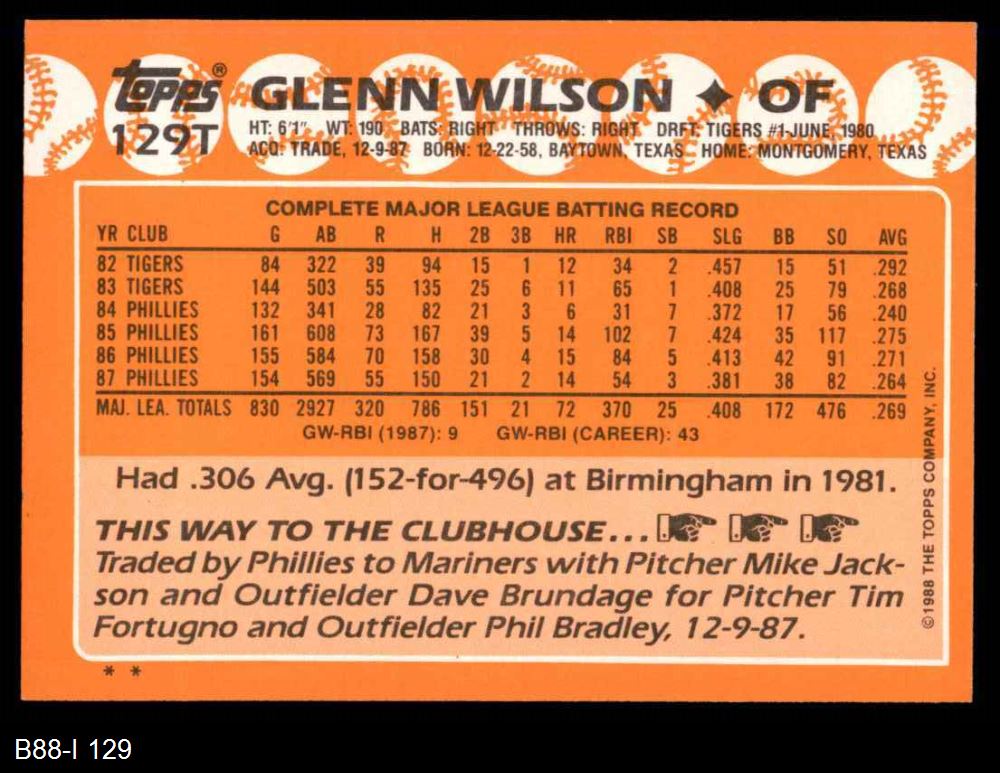 Topps® GLENN WILSON ✦ OF
129T HT: 6'1" WT: 190 BATS: RIGHT THROWS: RIGHT DRFT: TIGERS #1-JUNE, 1980
ACQ: TRADE, 12-9-87 BORN: 12-22-58, BAYTOWN, TEXAS HOME: MONTGOMERY, TEXAS
COMPLETE MAJOR LEAGUE BATTING RECORD
YR CLUB G AB R H 2B 3B HR RBI SB SLG BB SO AVG
82 TIGERS 84 322 39 94 15 1 12 34 2 .457 15 51 .292
83 TIGERS 144 503 55 135 25 6 11 65 1 .408 25 79 .268
84 PHILLIES 132 341 28 82 21 3 6 31 7 .372 17 56 .240
85 PHILLIES 161 608 73 167 39 5 14 102 7 .424 35 117 .275
86 PHILLIES 155 584 70 158 30 4 15 84 5 .413 42 91 .271
87 PHILLIES 154 569 55 150 21 2 14 54 3 .381 38 82 .264
MAJ. LEA. TOTALS 830 2927 320 786 151 21 72 370 25 .408 172 476 .269
GW-RBI (1987): 9 GW-RBI (CAREER): 43
Had .306 Avg. (152-for-496) at Birmingham in 1981.
THIS WAY TO THE CLUBHOUSE...
Traded by Phillies to Mariners with Pitcher Mike Jack-
son and Outfielder Dave Brundage for Pitcher Tim
Fortugno and Outfielder Phil Bradley, 12-9-87.
* *
©1988 THE TOPPS COMPANY, INC.
B88-I 129